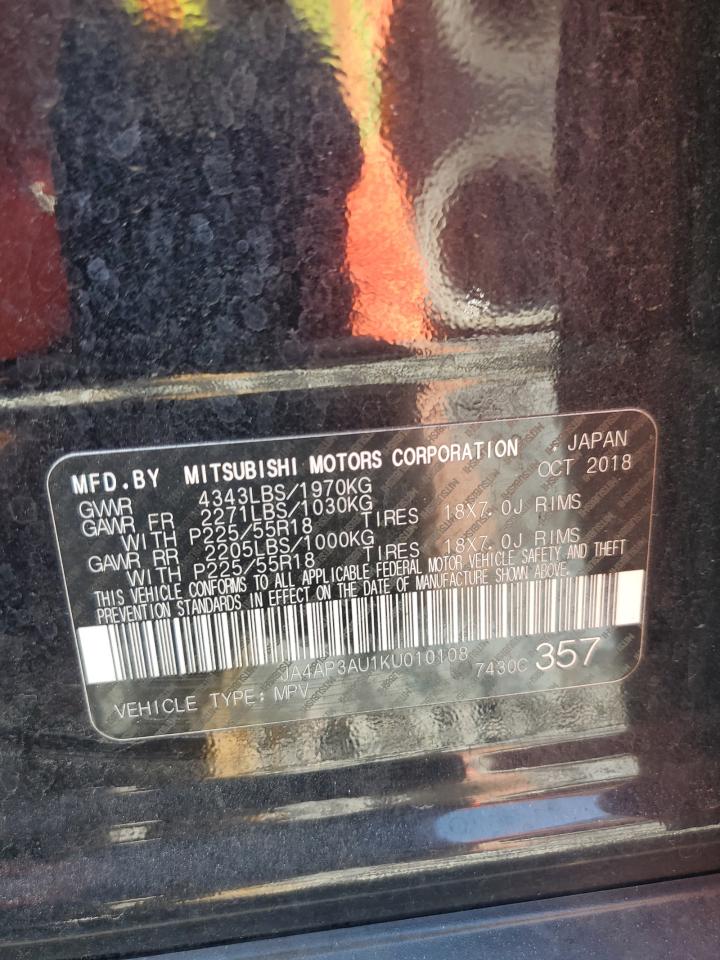 MFD.BY MITSUBISHI MOTORS CORPORATION . JAPAN
OCT 2018
GVWR 4343LBS/1970KG
GAWR FR 2271LBS/1030KG
WITH P225/55R18 TIRES 18X7.0J RIMS
GAWR RR 2205LBS/1000KG
WITH P225/55R18 TIRES 18X7.0J RIMS
THIS VEHICLE CONFORMS TO ALL APPLICABLE FEDERAL MOTOR VEHICLE SAFETY AND THEFT
PREVENTION STANDARDS IN EFFECT ON THE DATE OF MANUFACTURE SHOWN ABOVE.
JA4AP3AU1KU010108 7430C 357
VEHICLE TYPE: MPV